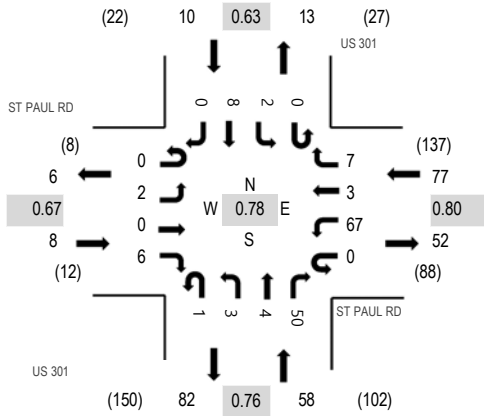 (22) 10 0.63 13 (27)
US 301
ST PAUL RD
0 8 2 0
(8) 0 7 (137)
6 2 N 3 77
0.67 W 0.78 E 0.80
8 0 S 67 52
(12) 6 0 (88)
1 3 4 50
ST PAUL RD
US 301
(150) 82 0.76 58 (102)